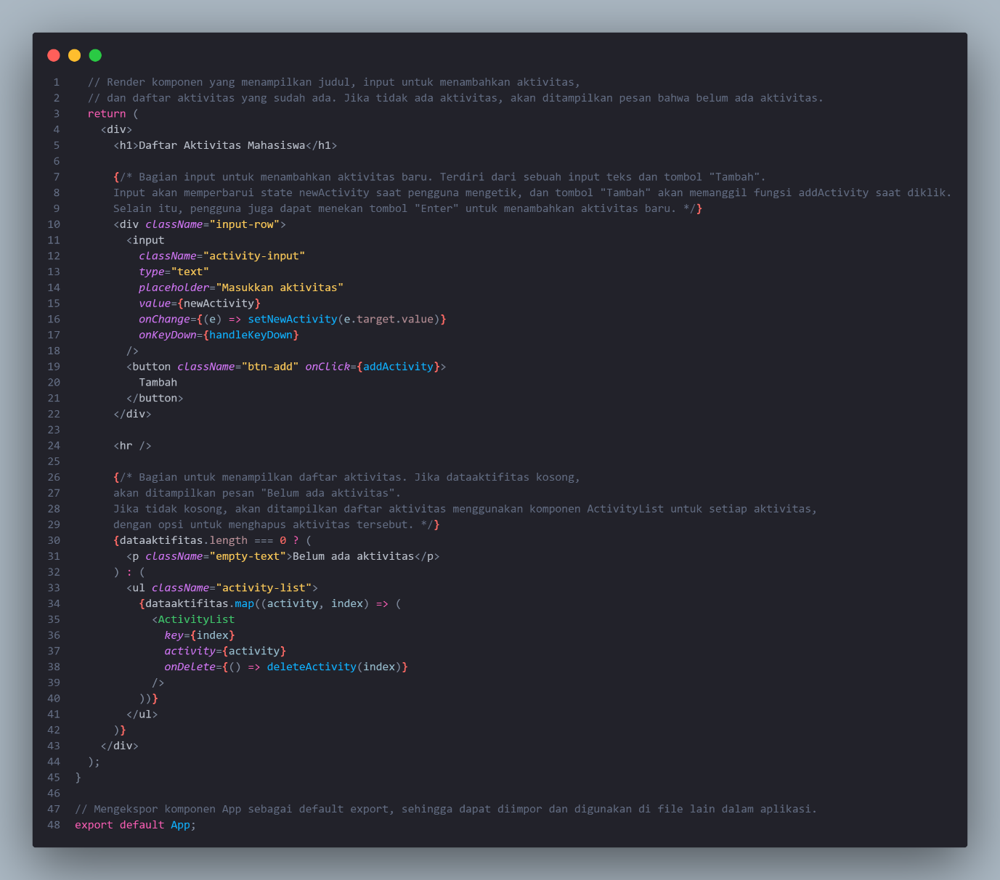 1 // Render komponen yang menampilkan judul, input untuk menambahkan aktivitas,
2 // dan daftar aktivitas yang sudah ada. Jika tidak ada aktivitas, akan ditampilkan pesan bahwa belum ada aktivitas.
3 return (
4 <div>
5 <h1>Daftar Aktivitas Mahasiswa</h1>
6
7 {/* Bagian input untuk menambahkan aktivitas baru. Terdiri dari sebuah input teks dan tombol "Tambah".
8 Input akan memperbarui state newActivity saat pengguna mengetik, dan tombol "Tambah" akan memanggil fungsi addActivity saat diklik.
9 Selain itu, pengguna juga dapat menekan tombol "Enter" untuk menambahkan aktivitas baru. */}
10 <div className="input-row">
11 <input
12 className="activity-input"
13 type="text"
14 placeholder="Masukkan aktivitas"
15 value={newActivity}
16 onChange={(e) => setNewActivity(e.target.value)}
17 onKeyDown={handleKeyDown}
18 />
19 <button className="btn-add" onClick={addActivity}>
20 Tambah
21 </button>
22 </div>
23
24 <hr />
25
26 {/* Bagian untuk menampilkan daftar aktivitas. Jika dataaktifitas kosong,
27 akan ditampilkan pesan "Belum ada aktivitas".
28 Jika tidak kosong, akan ditampilkan daftar aktivitas menggunakan komponen ActivityList untuk setiap aktivitas,
29 dengan opsi untuk menghapus aktivitas tersebut. */}
30 {dataaktifitas.length === 0 ? (
31 <p className="empty-text">Belum ada aktivitas</p>
32 ) : (
33 <ul className="activity-list">
34 {dataaktifitas.map((activity, index) => (
35 <ActivityList
36 key={index}
37 activity={activity}
38 onDelete={() => deleteActivity(index)}
39 />
40 ))}
41 </ul>
42 )}
43 </div>
44 );
45 }
46
47 // Mengekspor komponen App sebagai default export, sehingga dapat diimpor dan digunakan di file lain dalam aplikasi.
48 export default App;